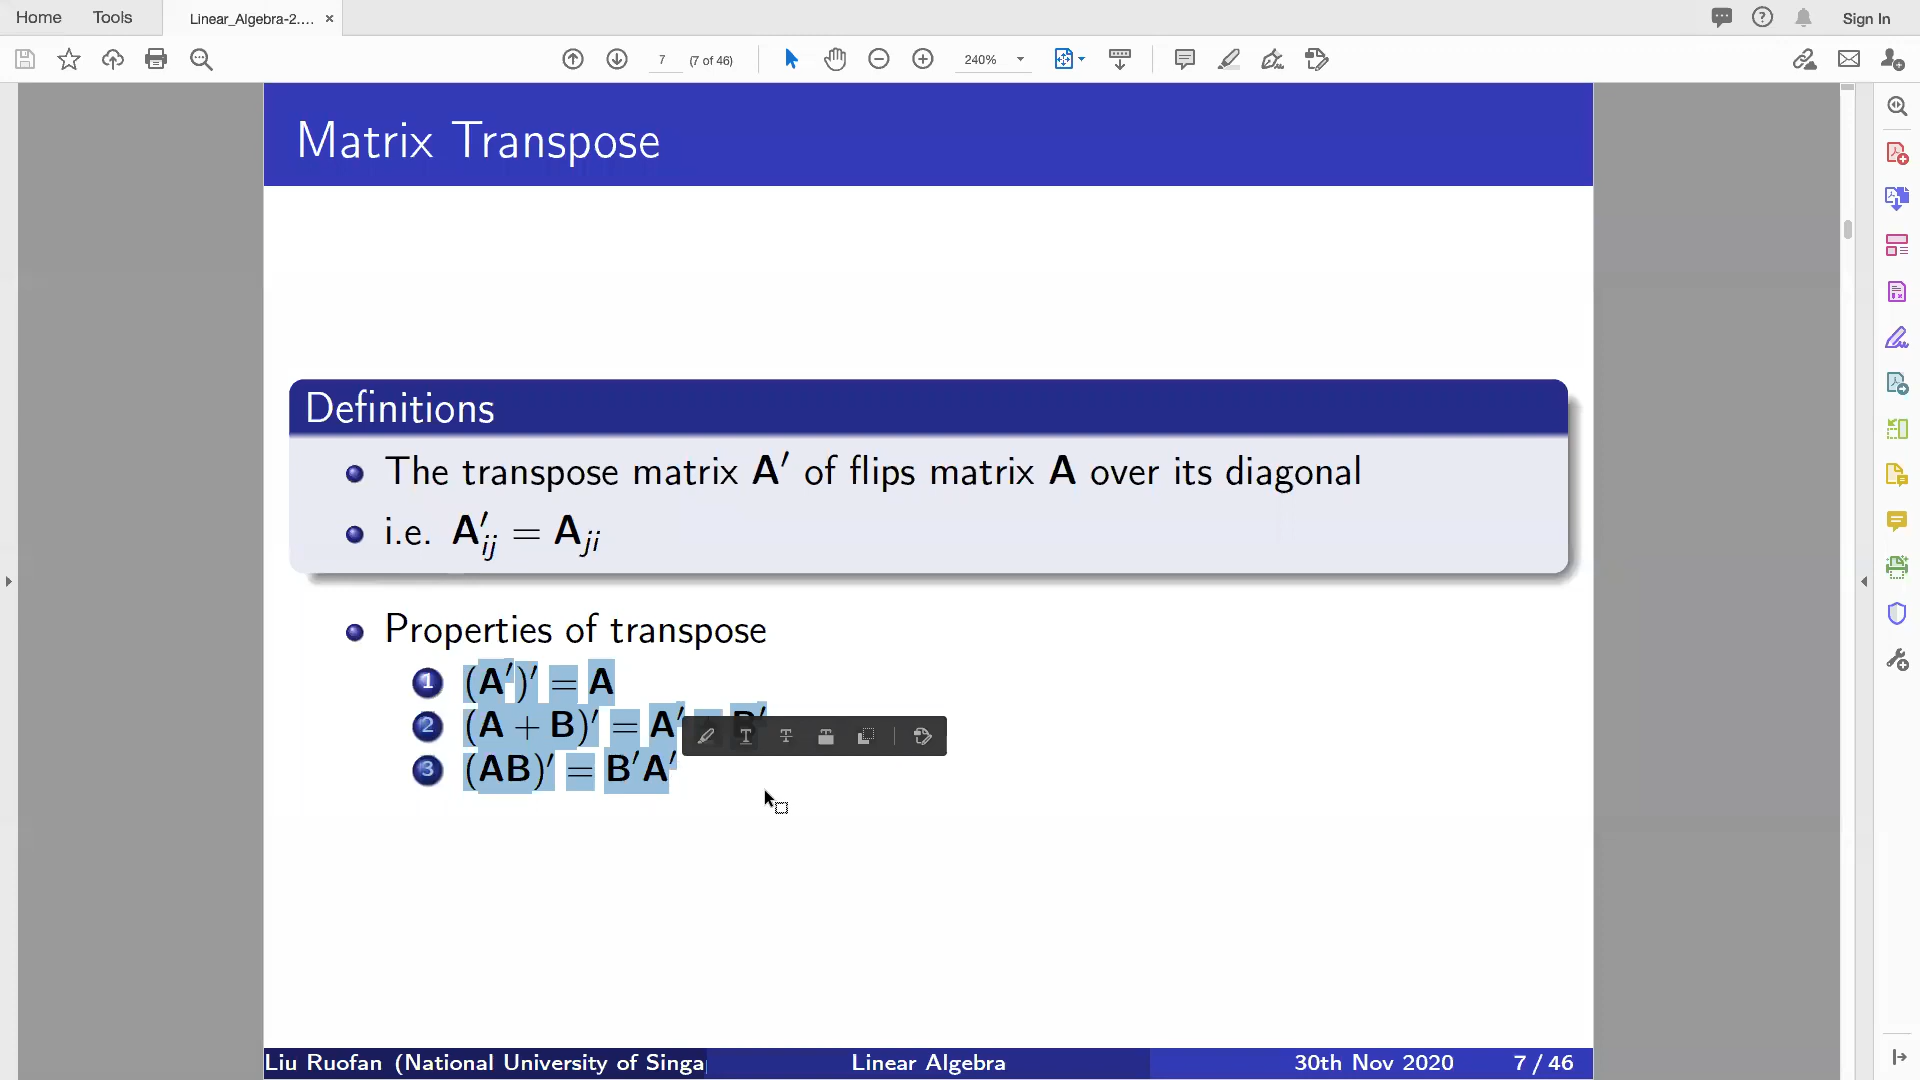 Home Tools Linear_Algebra-2.... × Sign In
7 (7 of 46) 240%
Matrix Transpose
Definitions
The transpose matrix A′ of flips matrix A over its diagonal
i.e. A′ij = Aji
Properties of transpose
1 (A′)′ = A
2 (A + B)′ = A′ + B′
3 (AB)′ = B′A′
Liu Ruofan (National University of Singa Linear Algebra 30th Nov 2020 7 / 46